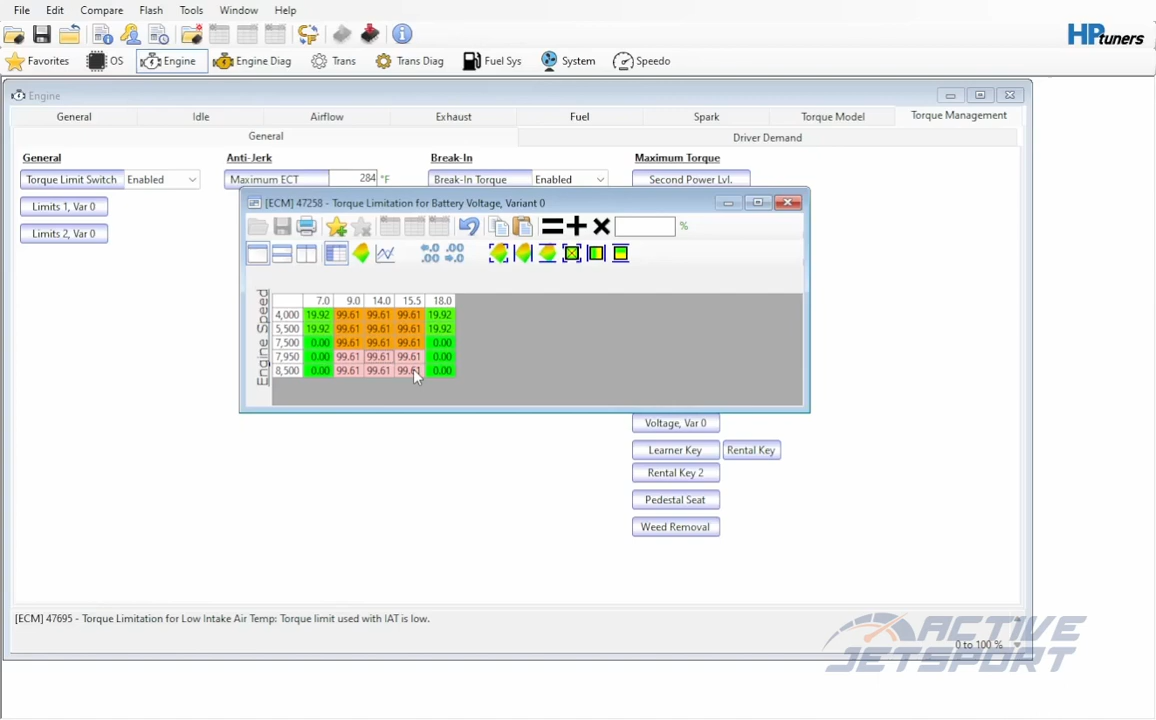 File Edit Compare Flash Tools Window Help
HP tuners
Favorites OS Engine Engine Diag Trans Trans Diag Fuel Sys System Speedo
Engine
General Idle Airflow Exhaust Fuel Spark Torque Model Torque Management
General Driver Demand
General Anti-Jerk Break-In Maximum Torque
Torque Limit Switch Enabled Maximum ECT 284 °F Break-In Torque Enabled Second Power Lvl.
Limits 1, Var 0
Limits 2, Var 0
[ECM] 47258 - Torque Limitation for Battery Voltage, Variant 0
%
Engine Speed
7.0 9.0 14.0 15.5 18.0
4,000 19.92 99.61 99.61 99.61 19.92
5,500 19.92 99.61 99.61 99.61 19.92
7,500 0.00 99.61 99.61 99.61 0.00
7,950 0.00 99.61 99.61 99.61 0.00
8,500 0.00 99.61 99.61 99.61 0.00
Voltage, Var 0
Learner Key Rental Key
Rental Key 2
Pedestal Seat
Weed Removal
[ECM] 47695 - Torque Limitation for Low Intake Air Temp: Torque limit used with IAT is low.
0 to 100 %
ACTIVE
JETSPORT